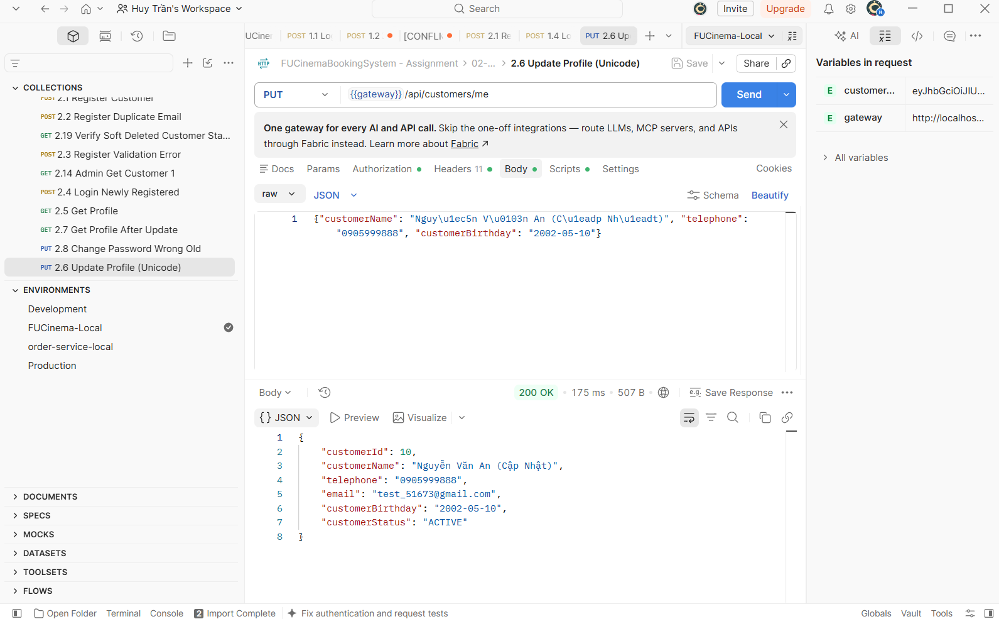 Huy Trần's Workspace
Search
Invite
Upgrade
UCiner
POST 1.1 Lo
POST 1.2
[CONFLI
POST 2.1 Re
POST 1.4 Lo
PUT 2.6 Up
FUCinema-Local
AI
HTTP FUCinemaBookingSystem - Assignment > 02-... > 2.6 Update Profile (Unicode)
Save
Share
Variables in request
COLLECTIONS
POST 2.1 Register Customer
POST 2.2 Register Duplicate Email
GET 2.19 Verify Soft Deleted Customer Sta...
POST 2.3 Register Validation Error
GET 2.14 Admin Get Customer 1
POST 2.4 Login Newly Registered
GET 2.5 Get Profile
GET 2.7 Get Profile After Update
PUT 2.8 Change Password Wrong Old
PUT 2.6 Update Profile (Unicode)
ENVIRONMENTS
Development
FUCinema-Local
order-service-local
Production
DOCUMENTS
SPECS
MOCKS
DATASETS
TOOLSETS
FLOWS
PUT
{{gateway}} /api/customers/me
Send
One gateway for every AI and API call. Skip the one-off integrations — route LLMs, MCP servers, and APIs
through Fabric instead. Learn more about Fabric ↗
Docs
Params
Authorization
Headers 11
Body
Scripts
Settings
Cookies
raw
JSON
Schema
Beautify
1 {"customerName": "Nguy\u1ec5n V\u0103n An (C\u1eadp Nh\u1eadt)", "telephone":
"0905999888", "customerBirthday": "2002-05-10"}
Body
200 OK
175 ms
507 B
e.g. Save Response
{} JSON
Preview
Visualize
1 {
2 "customerId": 10,
3 "customerName": "Nguyễn Văn An (Cập Nhật)",
4 "telephone": "0905999888",
5 "email": "test_51673@gmail.com",
6 "customerBirthday": "2002-05-10",
7 "customerStatus": "ACTIVE"
8 }
E customer... eyJhbGciOiJIU...
E gateway http://localhos...
All variables
Open Folder
Terminal
Console
2 Import Complete
Fix authentication and request tests
Globals
Vault
Tools